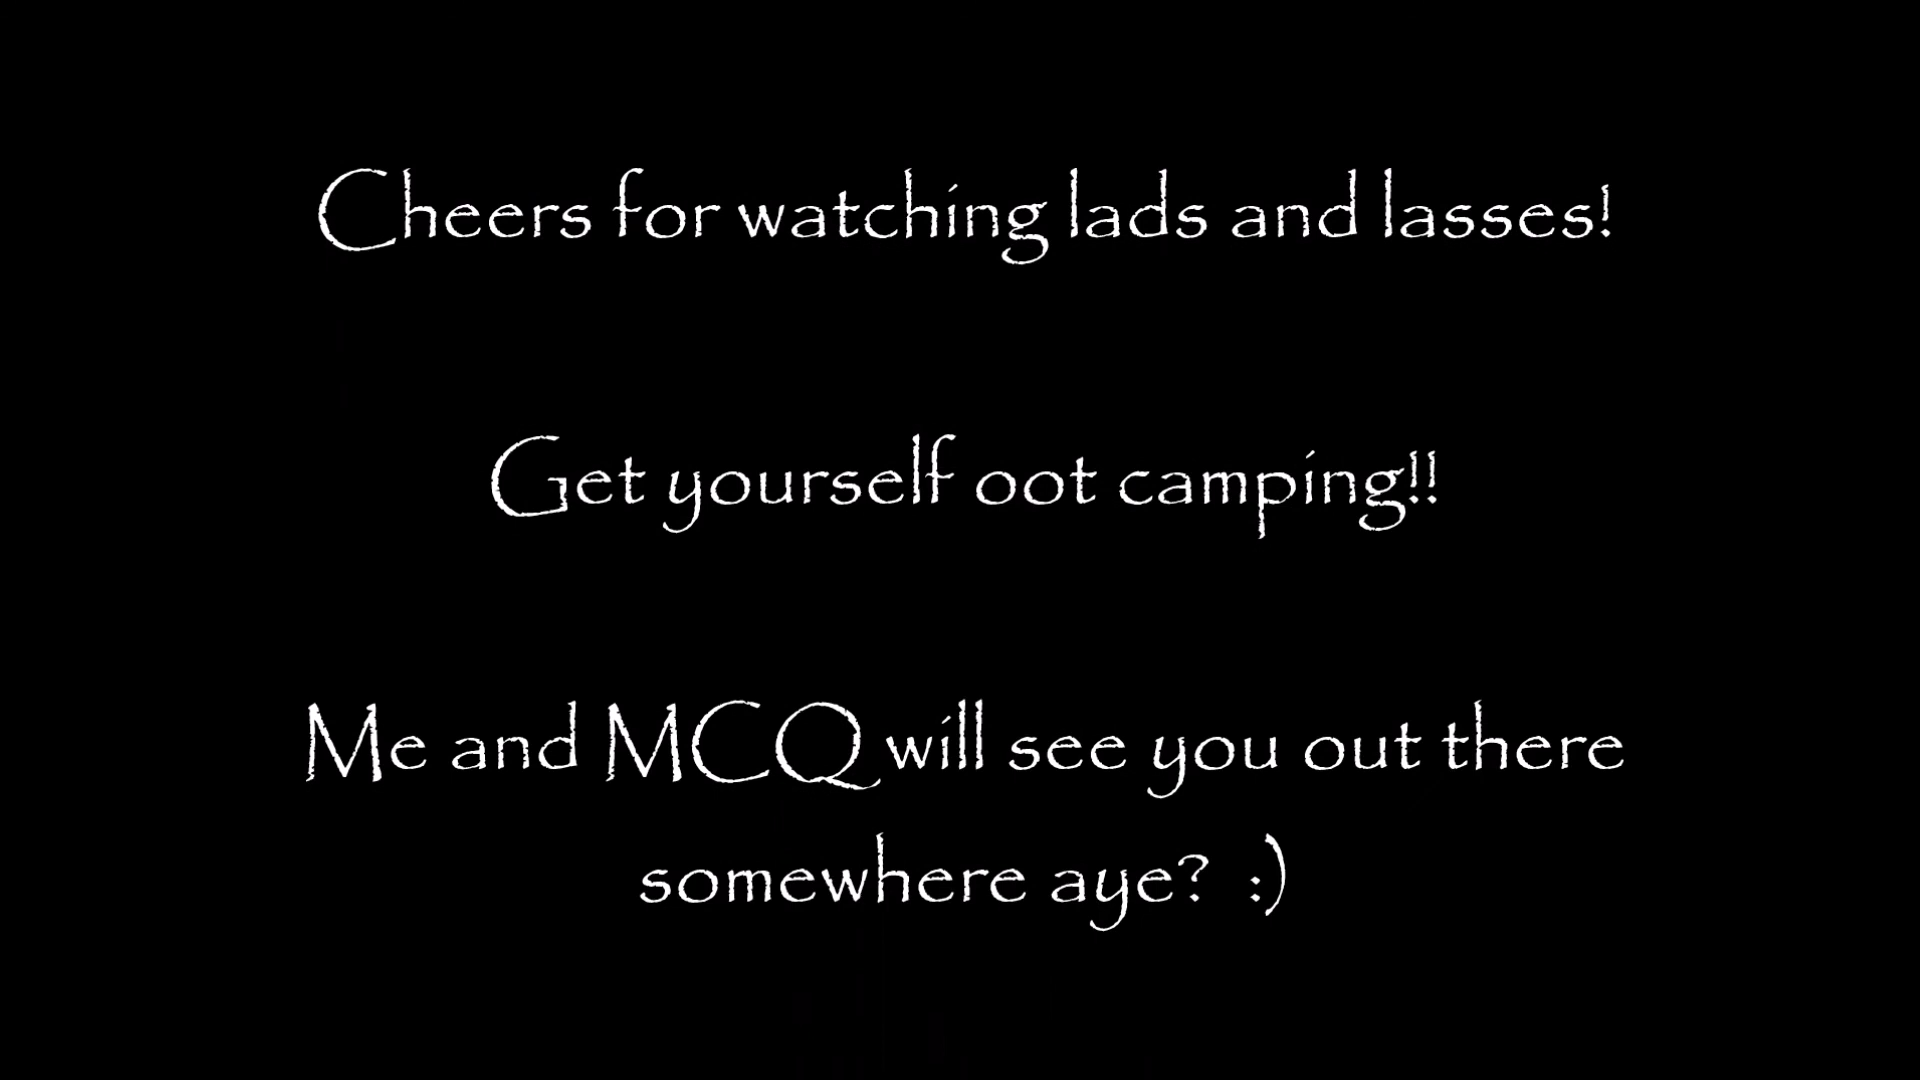 Cheers for watching lads and lasses!
Get yourself oot camping!!
Me and MCQ will see you out there
somewhere aye? :)